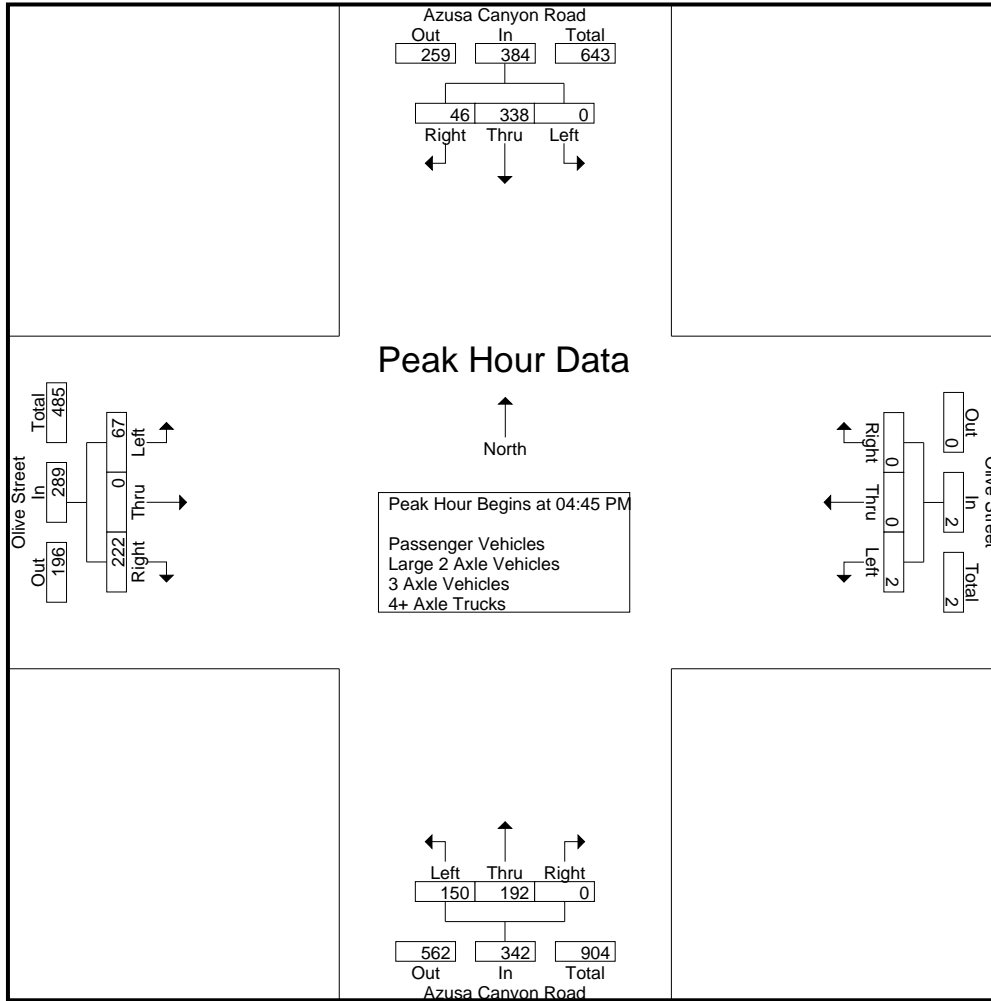 Azusa Canyon Road
Out In Total
259 384 643
46 338 0
Right Thru Left
Peak Hour Data
North
Peak Hour Begins at 04:45 PM
Passenger Vehicles
Large 2 Axle Vehicles
3 Axle Vehicles
4+ Axle Trucks
Olive Street
Out In Total
196 289 485
222 0 67
Right Thru Left
Olive Street
Out In Total
0 2 2
0 0 2
Right Thru Left
Left Thru Right
150 192 0
562 342 904
Out In Total
Azusa Canyon Road